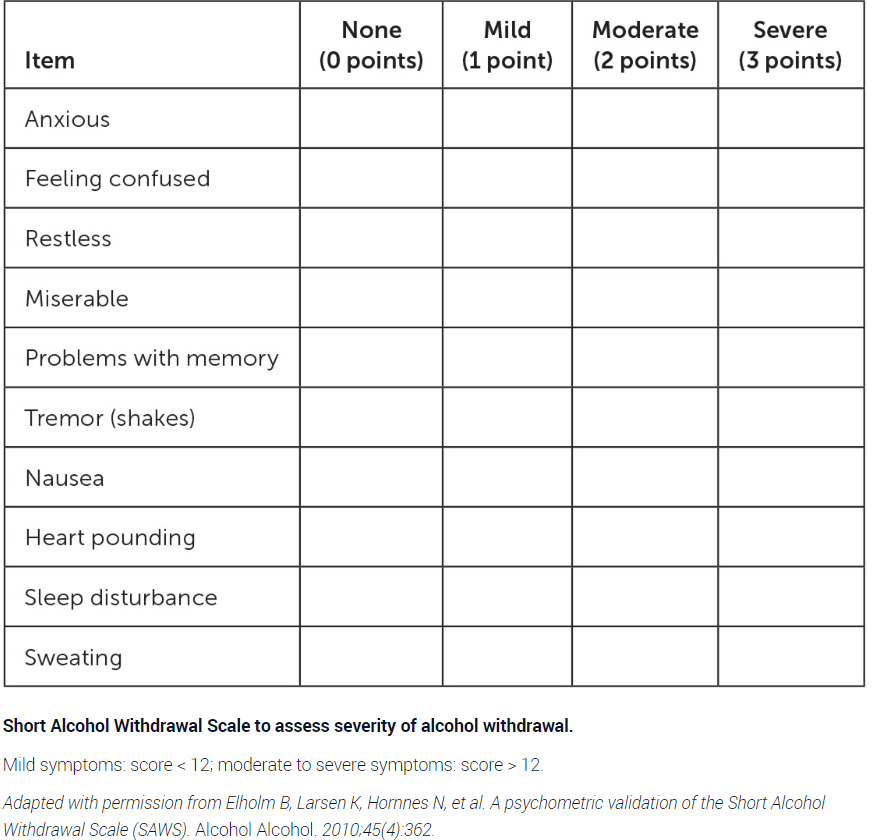 Item None (0 points) Mild (1 point) Moderate (2 points) Severe (3 points)
Anxious
Feeling confused
Restless
Miserable
Problems with memory
Tremor (shakes)
Nausea
Heart pounding
Sleep disturbance
Sweating
Short Alcohol Withdrawal Scale to assess severity of alcohol withdrawal.
Mild symptoms: score < 12; moderate to severe symptoms: score > 12.
Adapted with permission from Elholm B, Larsen K, Hornnes N, et al. A psychometric validation of the Short Alcohol
Withdrawal Scale (SAWS). Alcohol Alcohol. 2010;45(4):362.